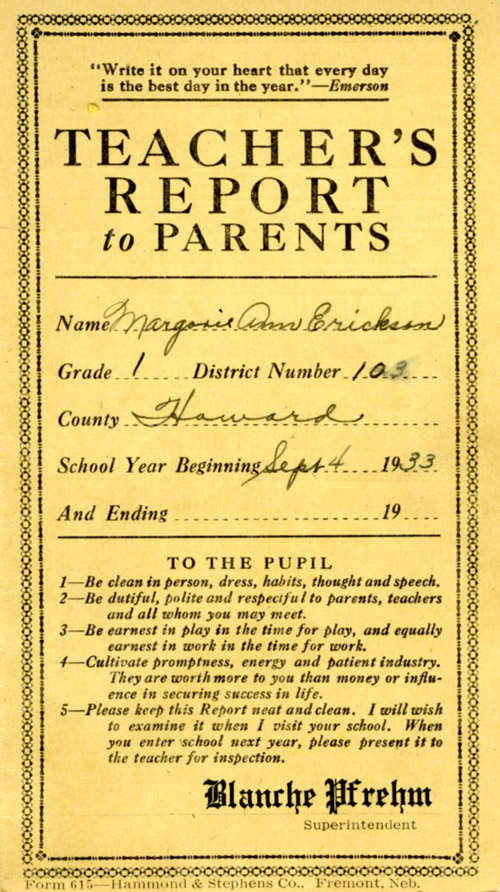 "Write it on your heart that every day
is the best day in the year."—Emerson
TEACHER'S
REPORT
to PARENTS
Name Margorie Ann Erickson
Grade 1 District Number 103
County Howard
School Year Beginning Sept 4 1933
And Ending 19
TO THE PUPIL
1—Be clean in person, dress, habits, thought and speech.
2—Be dutiful, polite and respectful to parents, teachers
and all whom you may meet.
3—Be earnest in play in the time for play, and equally
earnest in work in the time for work.
4—Cultivate promptness, energy and patient industry.
They are worth more to you than money or influ-
ence in securing success in life.
5—Please keep this Report neat and clean. I will wish
to examine it when I visit your school. When
you enter school next year, please present it to
the teacher for inspection.
Blanche Pfrehm
Superintendent
Form 615—Hammond & Stephens Co., Fremont, Neb.